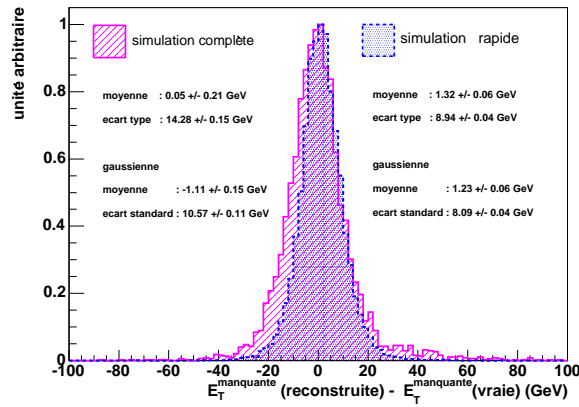 unité arbitraire
1
0.8
0.6
0.4
0.2
0
simulation complète
simulation rapide
moyenne : 0.05 +/- 0.21 GeV
ecart type : 14.28 +/- 0.15 GeV
moyenne : 1.32 +/- 0.06 GeV
ecart type : 8.94 +/- 0.04 GeV
gaussienne
moyenne : -1.11 +/- 0.15 GeV
ecart standard : 10.57 +/- 0.11 GeV
gaussienne
moyenne : 1.23 +/- 0.06 GeV
ecart standard : 8.09 +/- 0.04 GeV
-100 -80 -60 -40 -20 0 20 40 60 80 100
E_T^manquante (reconstruite) - E_T^manquante (vraie) (GeV)